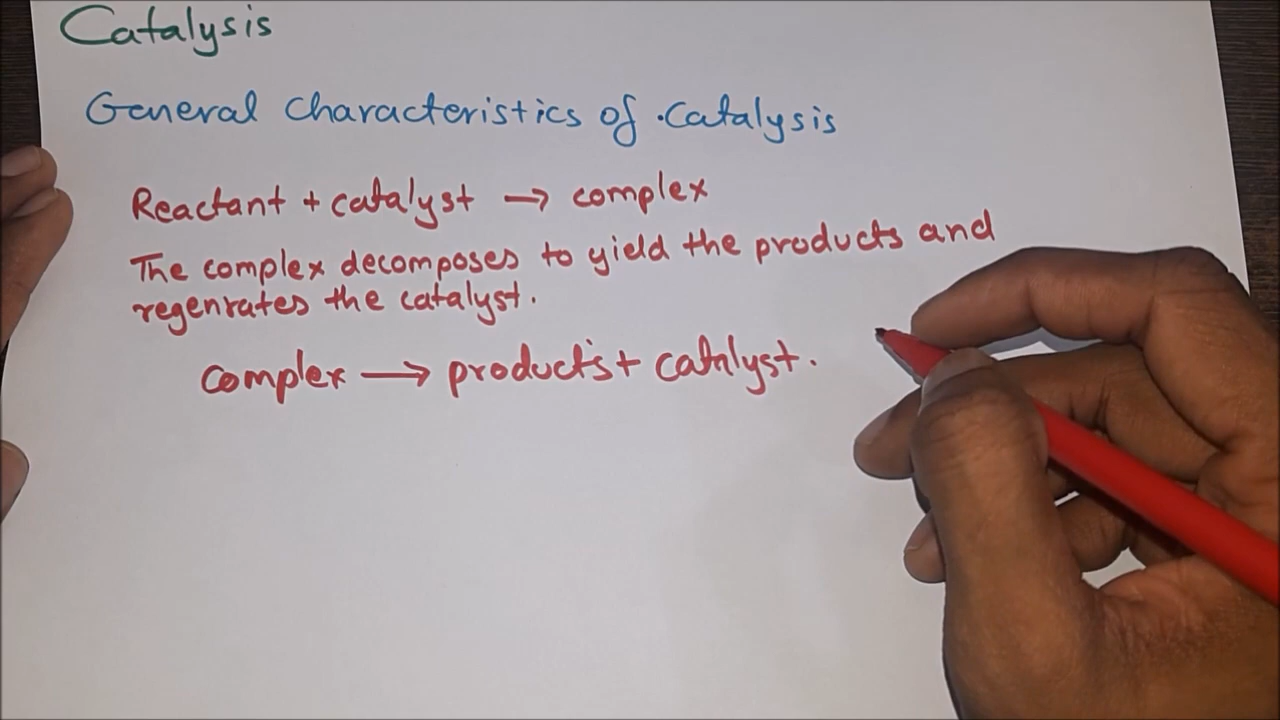 Catalysis
General characteristics of catalysis
Reactant + catalyst → complex
The complex decomposes to yield the products and
regenrates the catalyst.
complex → products + catalyst.